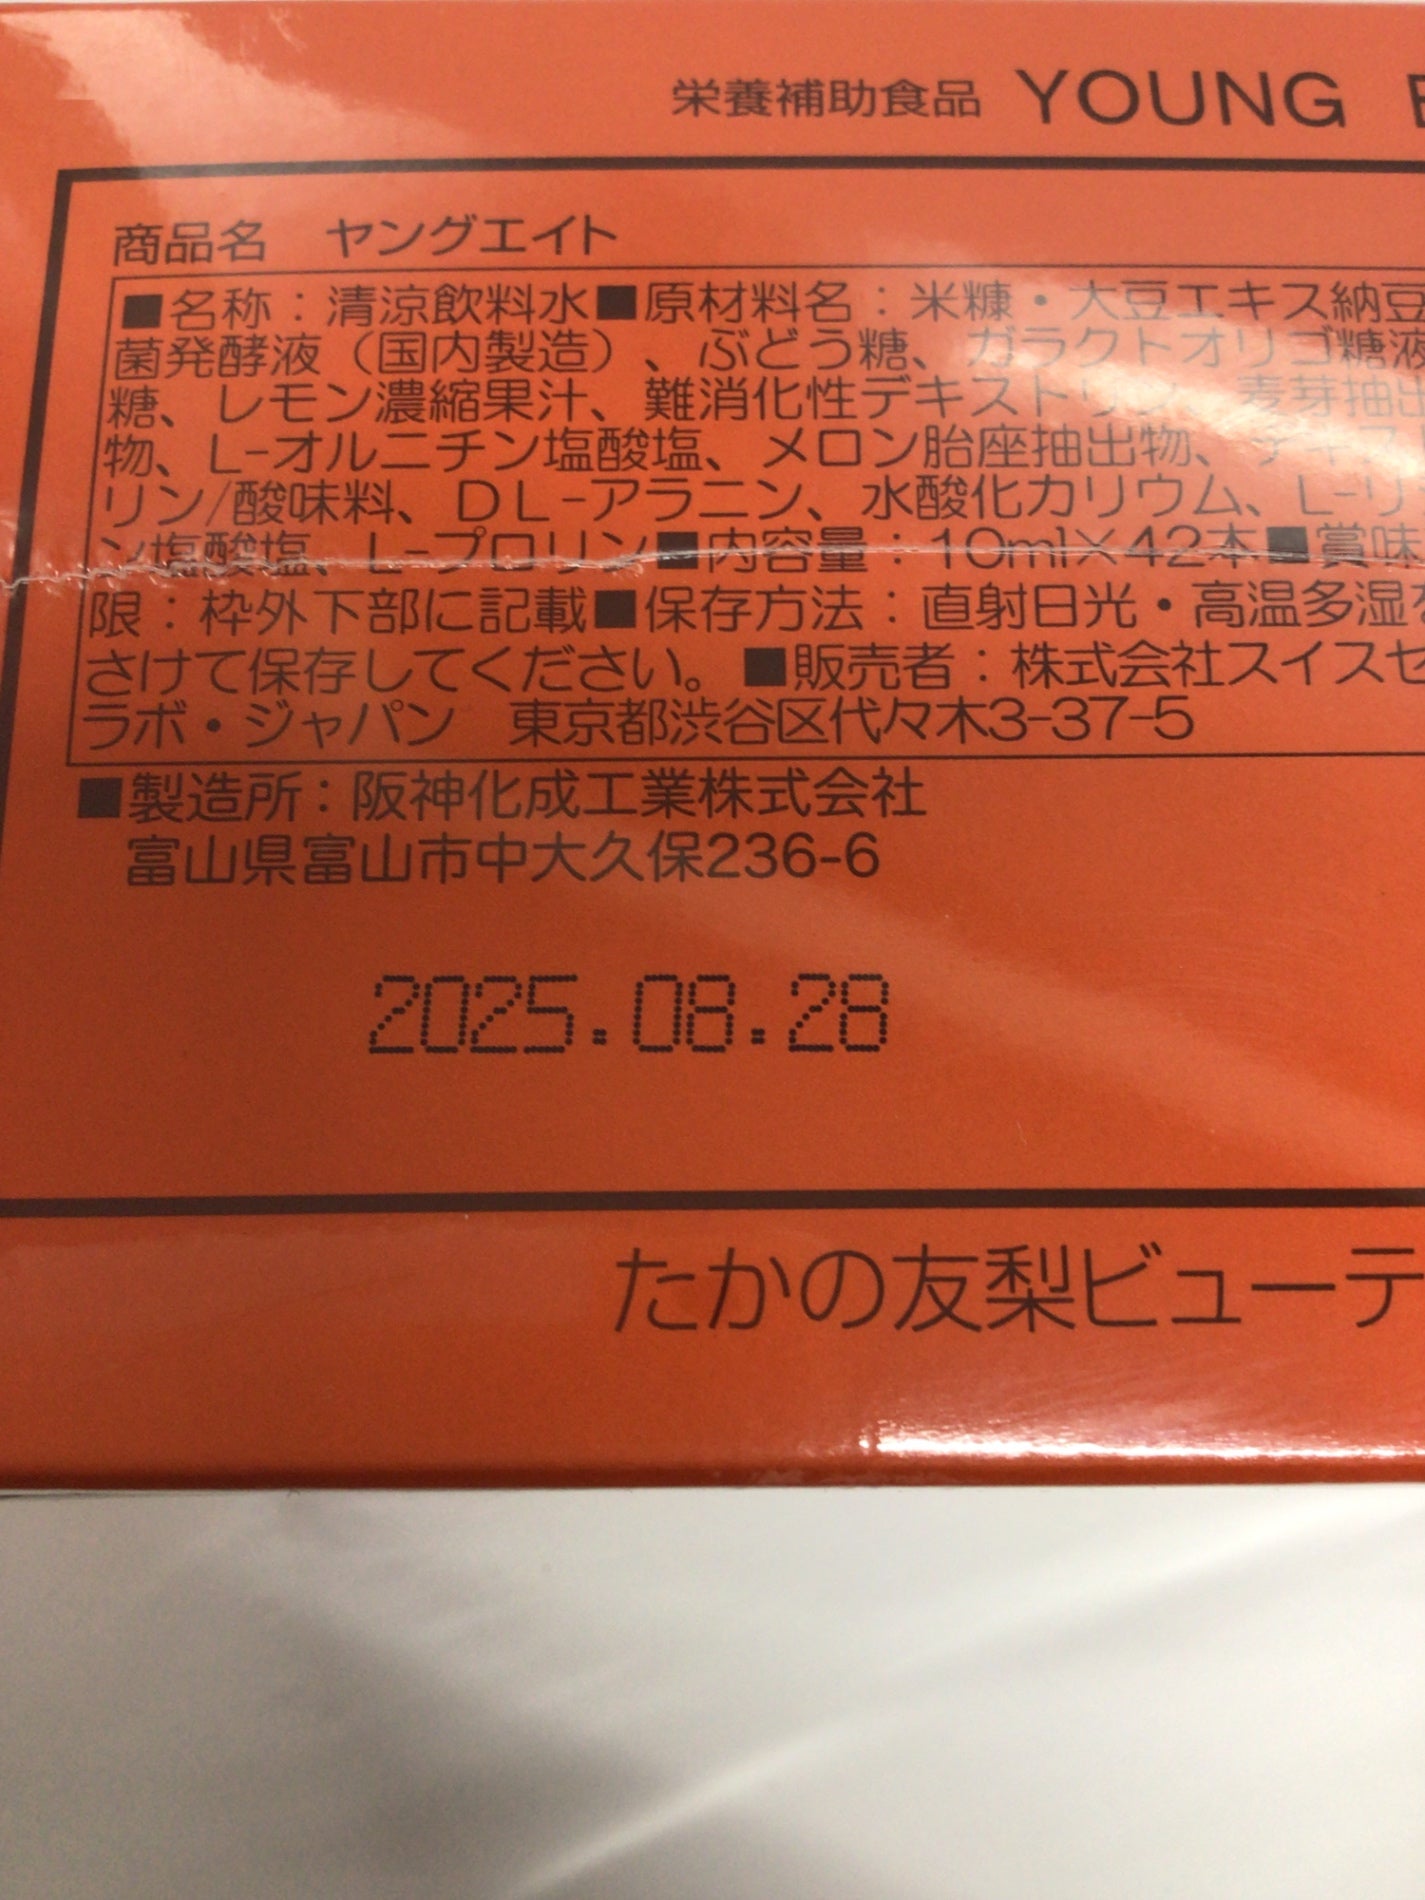 栄養補助食品 YOUNG
商品名 ヤングエイト
■名称：清涼飲料水■原材料名：米糠・大豆エキス納豆
菌発酵液（国内製造）、ぶどう糖、ガラクトオリゴ糖液
糖、レモン濃縮果汁、難消化性デキストリン、麦芽抽出
物、L-オルニチン塩酸塩、メロン胎座抽出物、デキスト
リン/酸味料、DL-アラニン、水酸化カリウム、L-リ
ン塩酸塩、L-プロリン■内容量：10ml×42本■賞味
限：枠外下部に記載■保存方法：直射日光・高温多湿を
さけて保存してください。■販売者：株式会社スイスセ
ラボ・ジャパン 東京都渋谷区代々木3-37-5
■製造所：阪神化成工業株式会社
富山県富山市中大久保236-6
2025.08.28
たかの友梨ビューテ